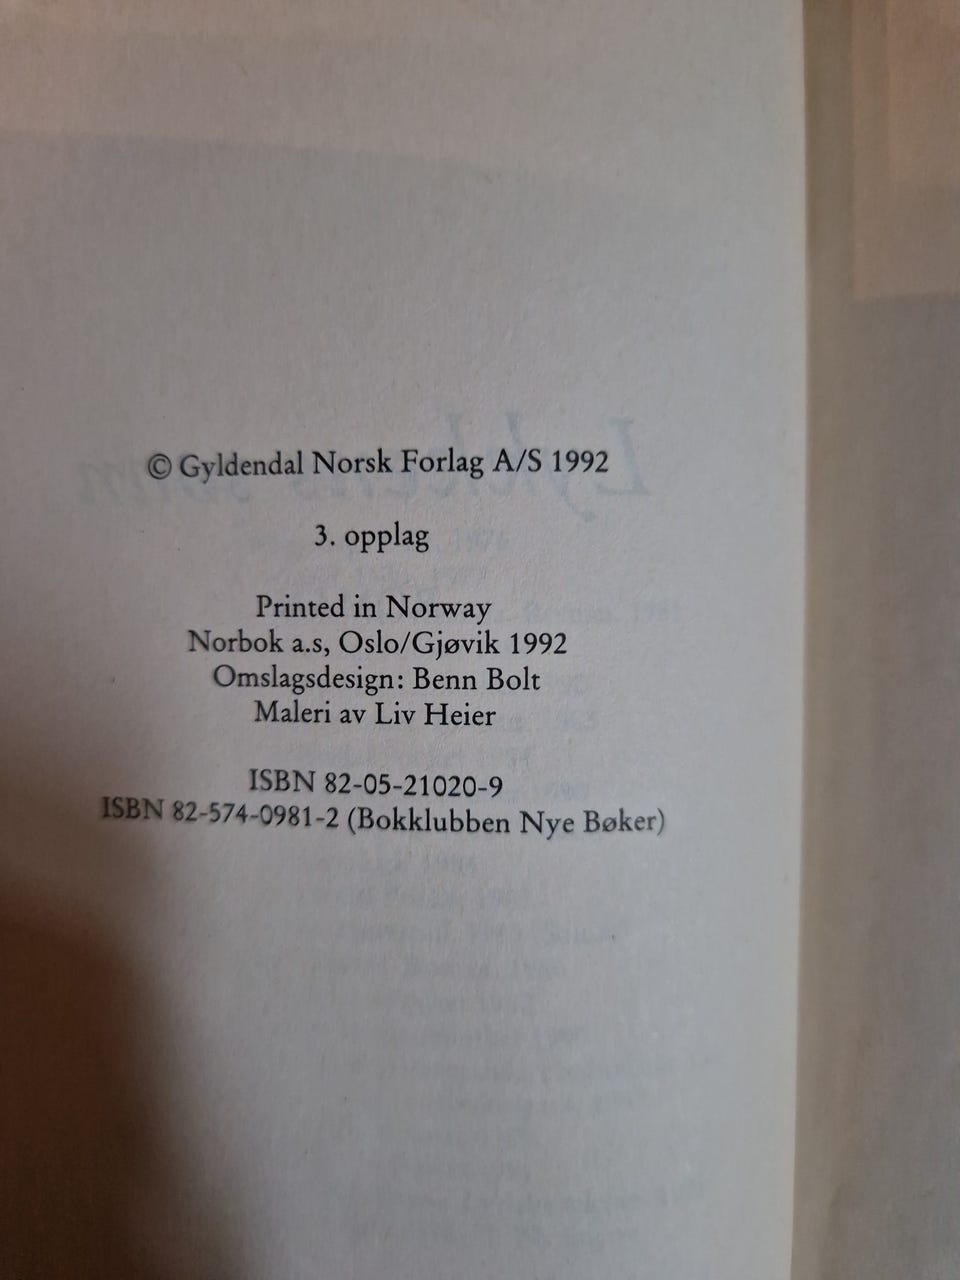 © Gyldendal Norsk Forlag A/S 1992
3. opplag
Printed in Norway
Norbok a.s, Oslo/Gjøvik 1992
Omslagsdesign: Benn Bolt
Maleri av Liv Heier
ISBN 82-05-21020-9
ISBN 82-574-0981-2 (Bokklubben Nye Bøker)